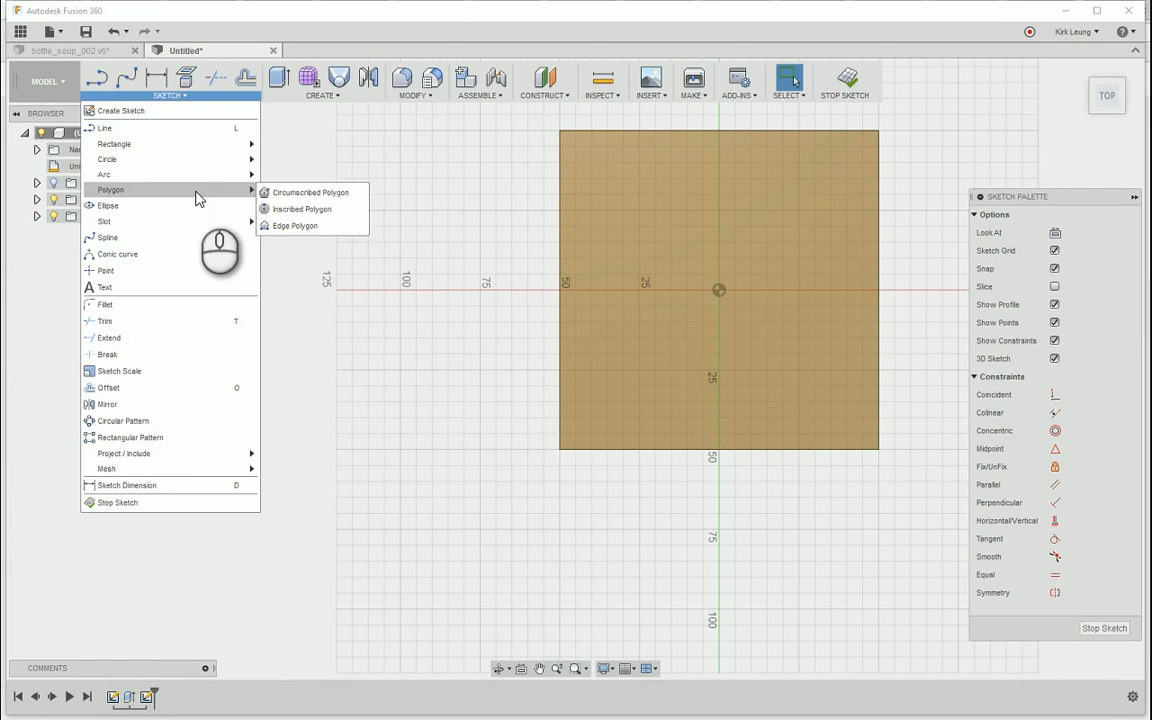 Autodesk Fusion 360
Kirk Leung
bottle_soup_002 v6*
Untitled*
MODEL
SKETCH
CREATE
MODIFY
ASSEMBLE
CONSTRUCT
INSPECT
INSERT
MAKE
ADD-INS
SELECT
STOP SKETCH
BROWSER
TOP
Create Sketch
Line L
Rectangle
Circle
Arc
Polygon
Ellipse
Slot
Spline
Conic curve
Point
Text
Fillet
Trim T
Extend
Break
Sketch Scale
Offset O
Mirror
Circular Pattern
Rectangular Pattern
Project / Include
Mesh
Sketch Dimension D
Stop Sketch
Circumscribed Polygon
Inscribed Polygon
Edge Polygon
125
100
75
50
25
25
50
75
100
SKETCH PALETTE
Options
Look At
Sketch Grid
Snap
Slice
Show Profile
Show Points
Show Constraints
3D Sketch
Constraints
Coincident
Colinear
Concentric
Midpoint
Fix/UnFix
Parallel
Perpendicular
Horizontal/Vertical
Tangent
Smooth
Equal
Symmetry
Stop Sketch
COMMENTS